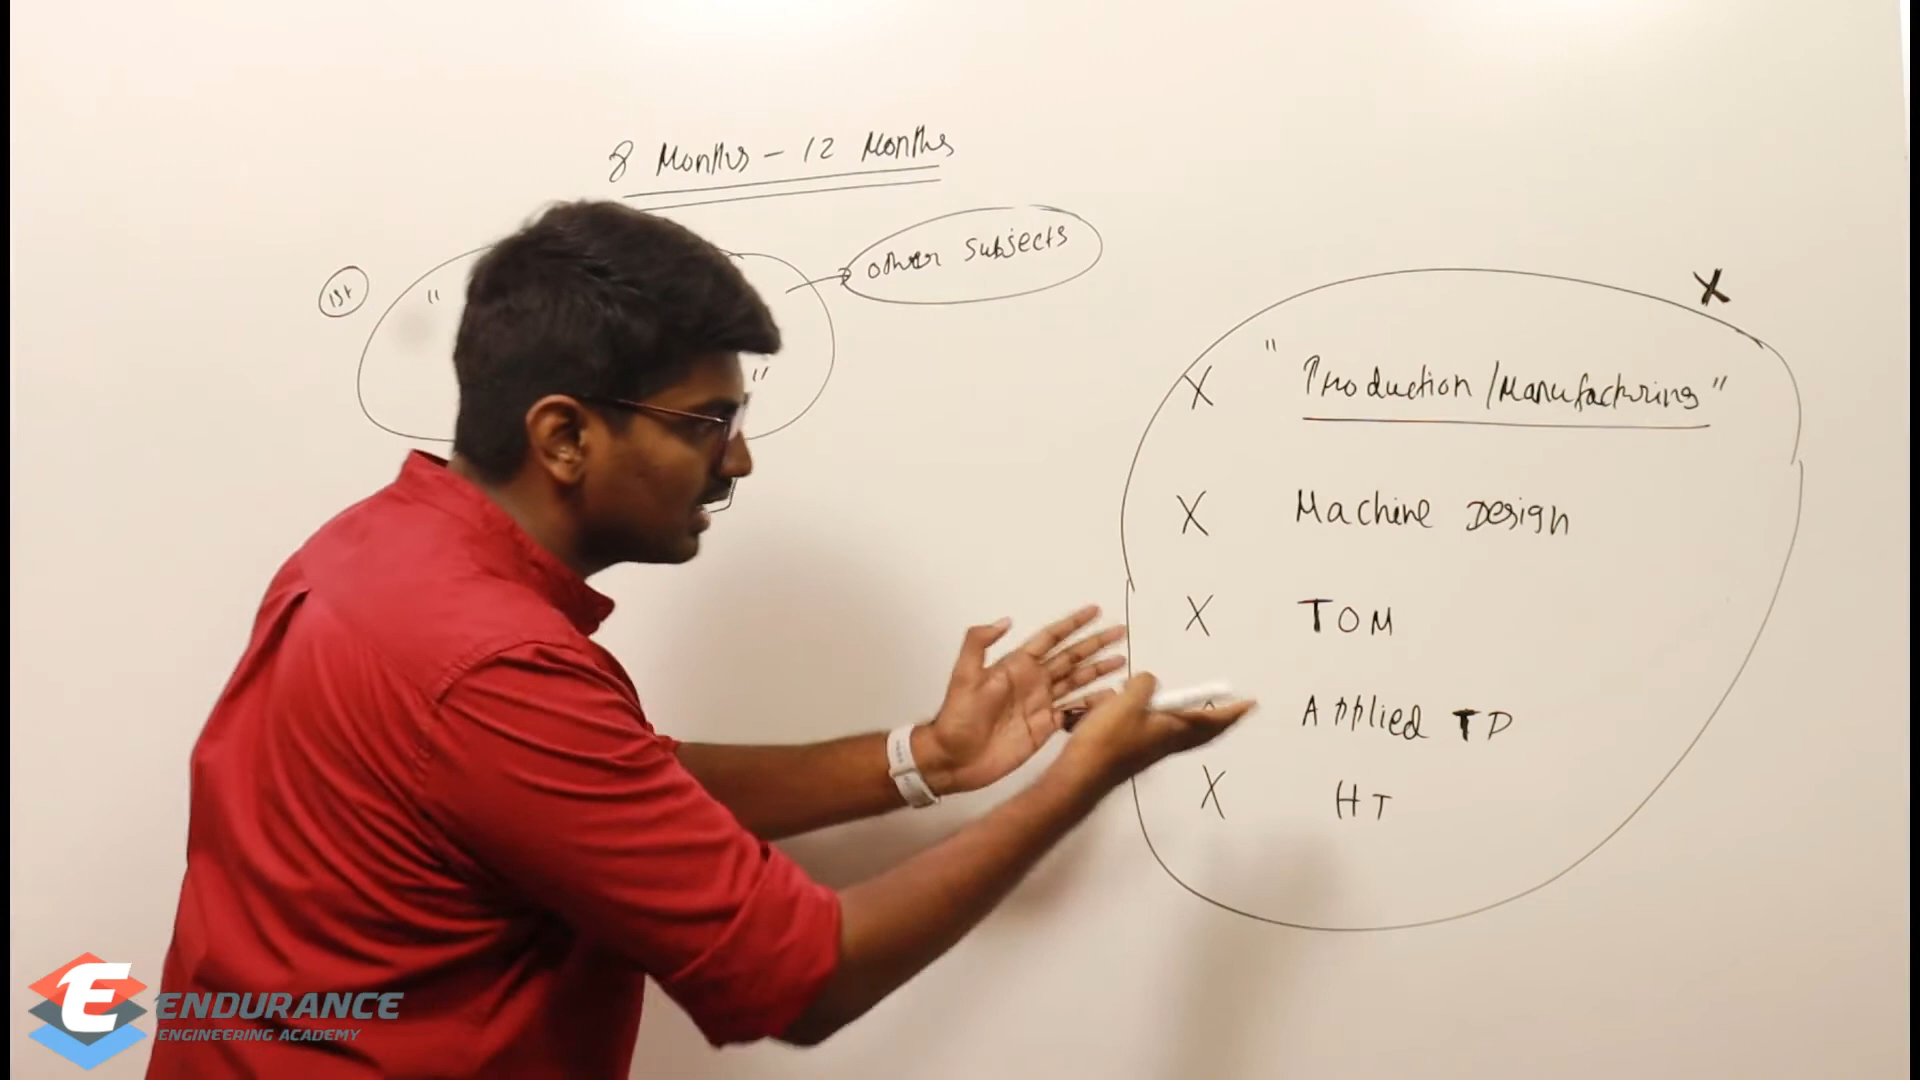 8 Months - 12 Months
1st
"
"
other subjects
X
X " Production/Manufacturing "
X Machine Design
X TOM
Applied TD
X HT
E ENDURANCE
ENGINEERING ACADEMY